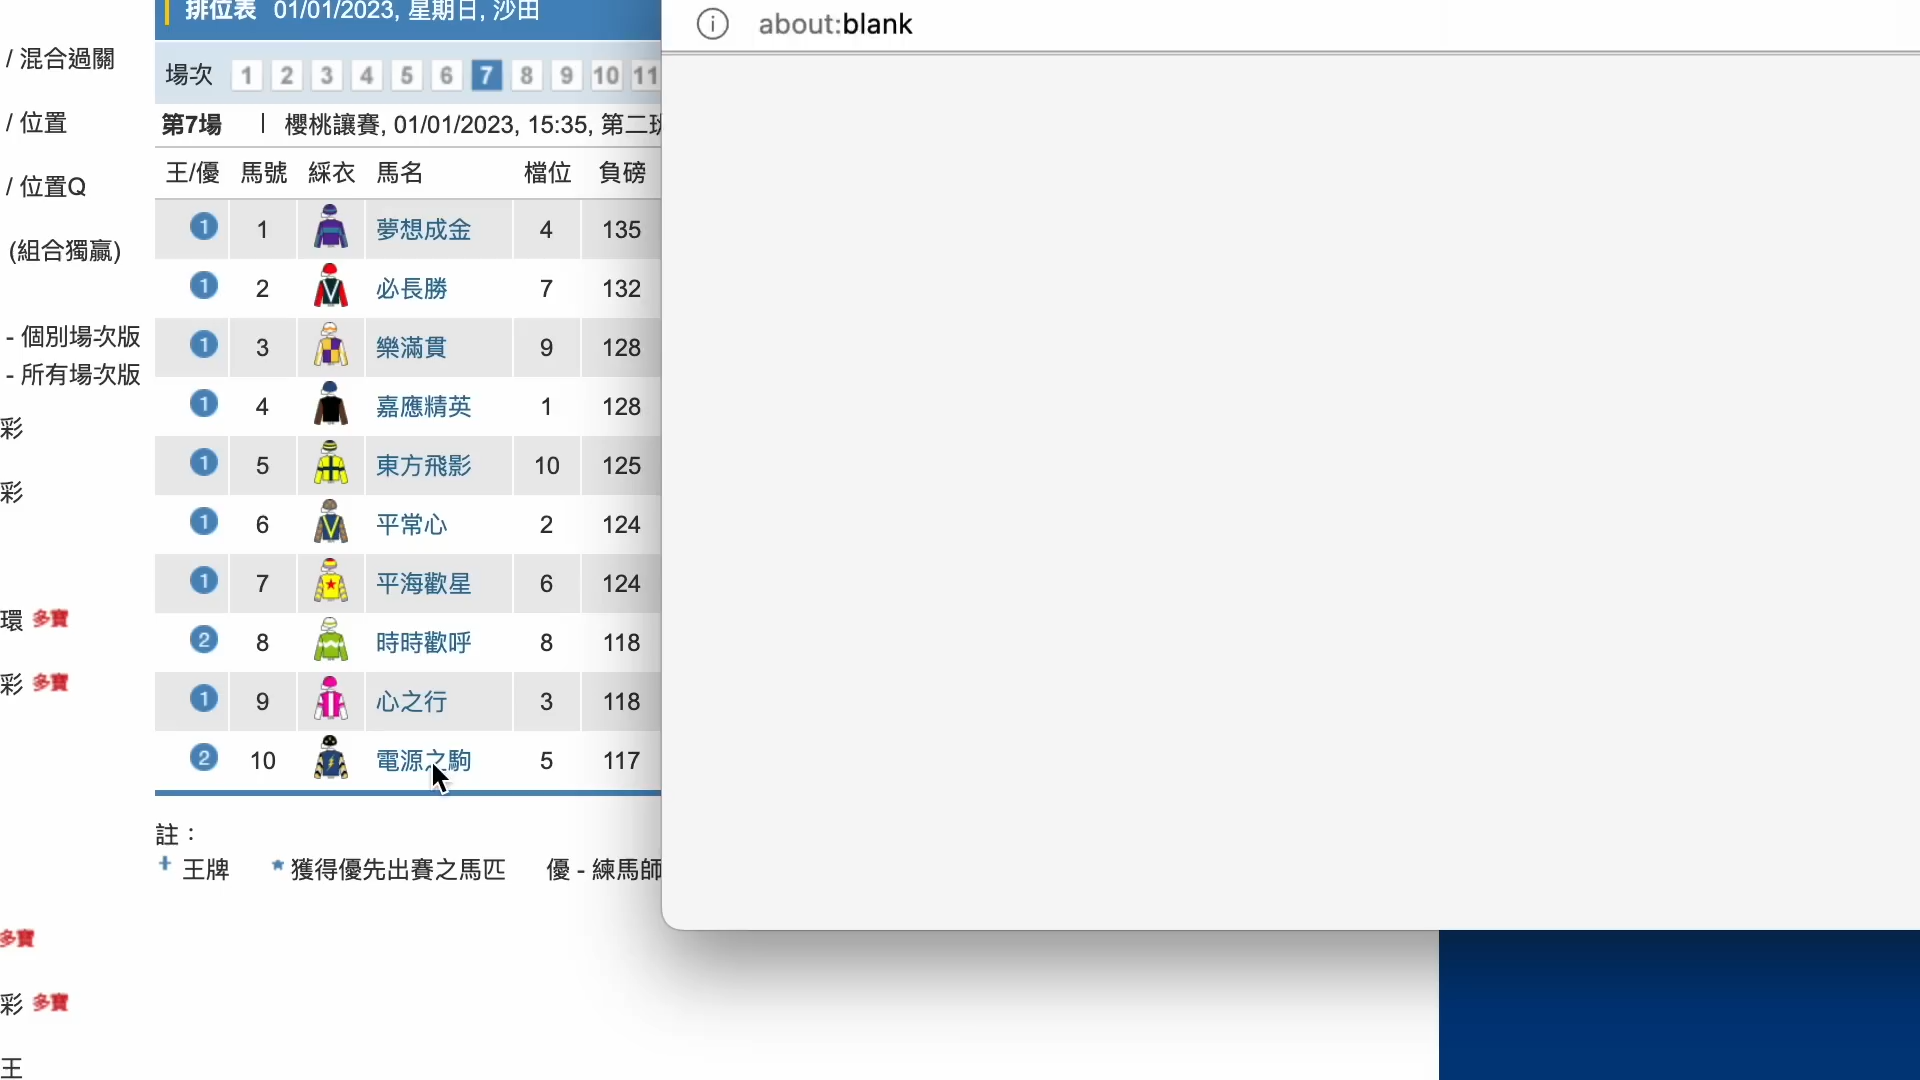 排位表 01/01/2023, 星期日, 沙田
about:blank
/ 混合過關
/ 位置
/ 位置Q
(組合獨贏)
- 個別場次版
- 所有場次版
彩
彩
環 多寶
彩 多寶
多寶
彩 多寶
王
場次 1 2 3 4 5 6 7 8 9 10 11
第7場 | 櫻桃讓賽, 01/01/2023, 15:35, 第二班
王/優 馬號 綵衣 馬名 檔位 負磅
1 1 夢想成金 4 135
1 2 必長勝 7 132
1 3 樂滿貫 9 128
1 4 嘉應精英 1 128
1 5 東方飛影 10 125
1 6 平常心 2 124
1 7 平海歡星 6 124
2 8 時時歡呼 8 118
1 9 心之行 3 118
2 10 電源之駒 5 117
註：
+ 王牌 * 獲得優先出賽之馬匹 優 - 練馬師